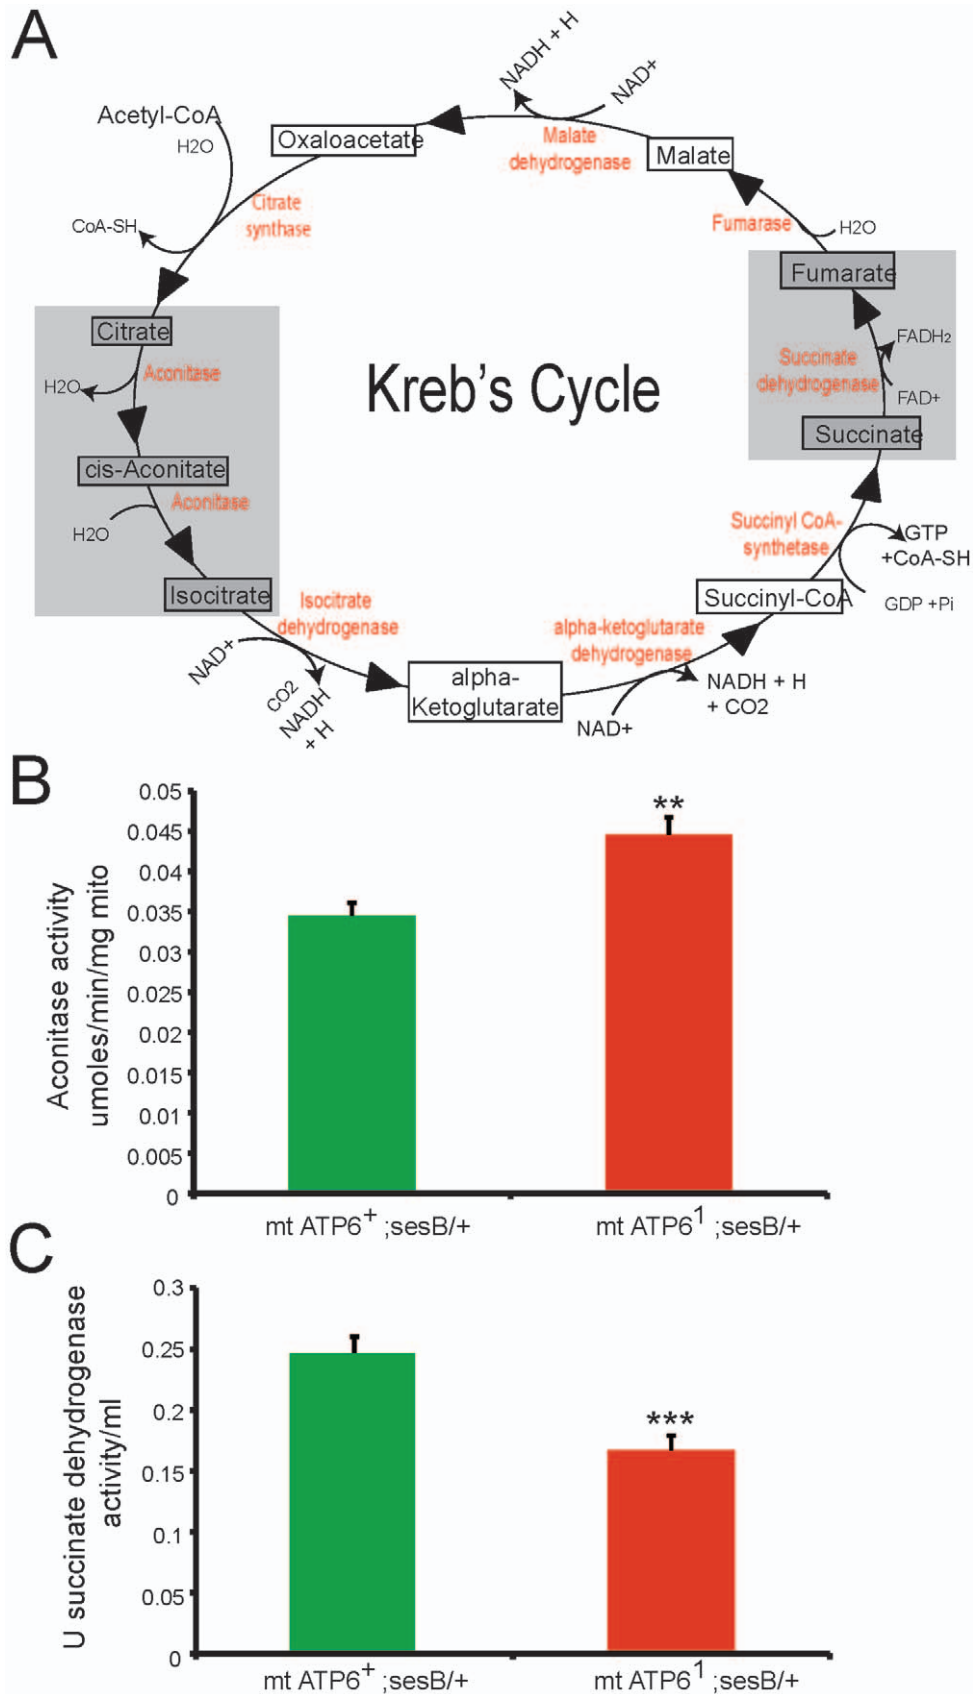 A
NADH + H
NAD+
Acetyl-CoA
H2O
Oxaloacetate
Malate
dehydrogenase
Malate
Citrate
synthase
CoA-SH
Fumarase
H2O
Fumarate
Citrate
Aconitase
H2O
Kreb's Cycle
Succinate
dehydrogenase
FADH2
FAD+
Succinate
cis-Aconitate
Aconitase
H2O
Succinyl CoA-
synthetase
GTP
+CoA-SH
Isocitrate
Isocitrate
dehydrogenase
Succinyl-CoA
GDP +Pi
alpha-ketoglutarate
dehydrogenase
NAD+
CO2
NADH
+ H
alpha-
Ketoglutarate
NADH + H
+ CO2
NAD+
B
Aconitase activity
umoles/min/mg mito
0.05
0.045
0.04
0.035
0.03
0.025
0.02
0.015
0.01
0.005
0
**
mt ATP6+ ;sesB/+
mt ATP61 ;sesB/+
C
U succinate dehydrogenase
activity/ml
0.3
0.25
0.2
0.15
0.1
0.05
0
***
mt ATP6+ ;sesB/+
mt ATP61 ;sesB/+